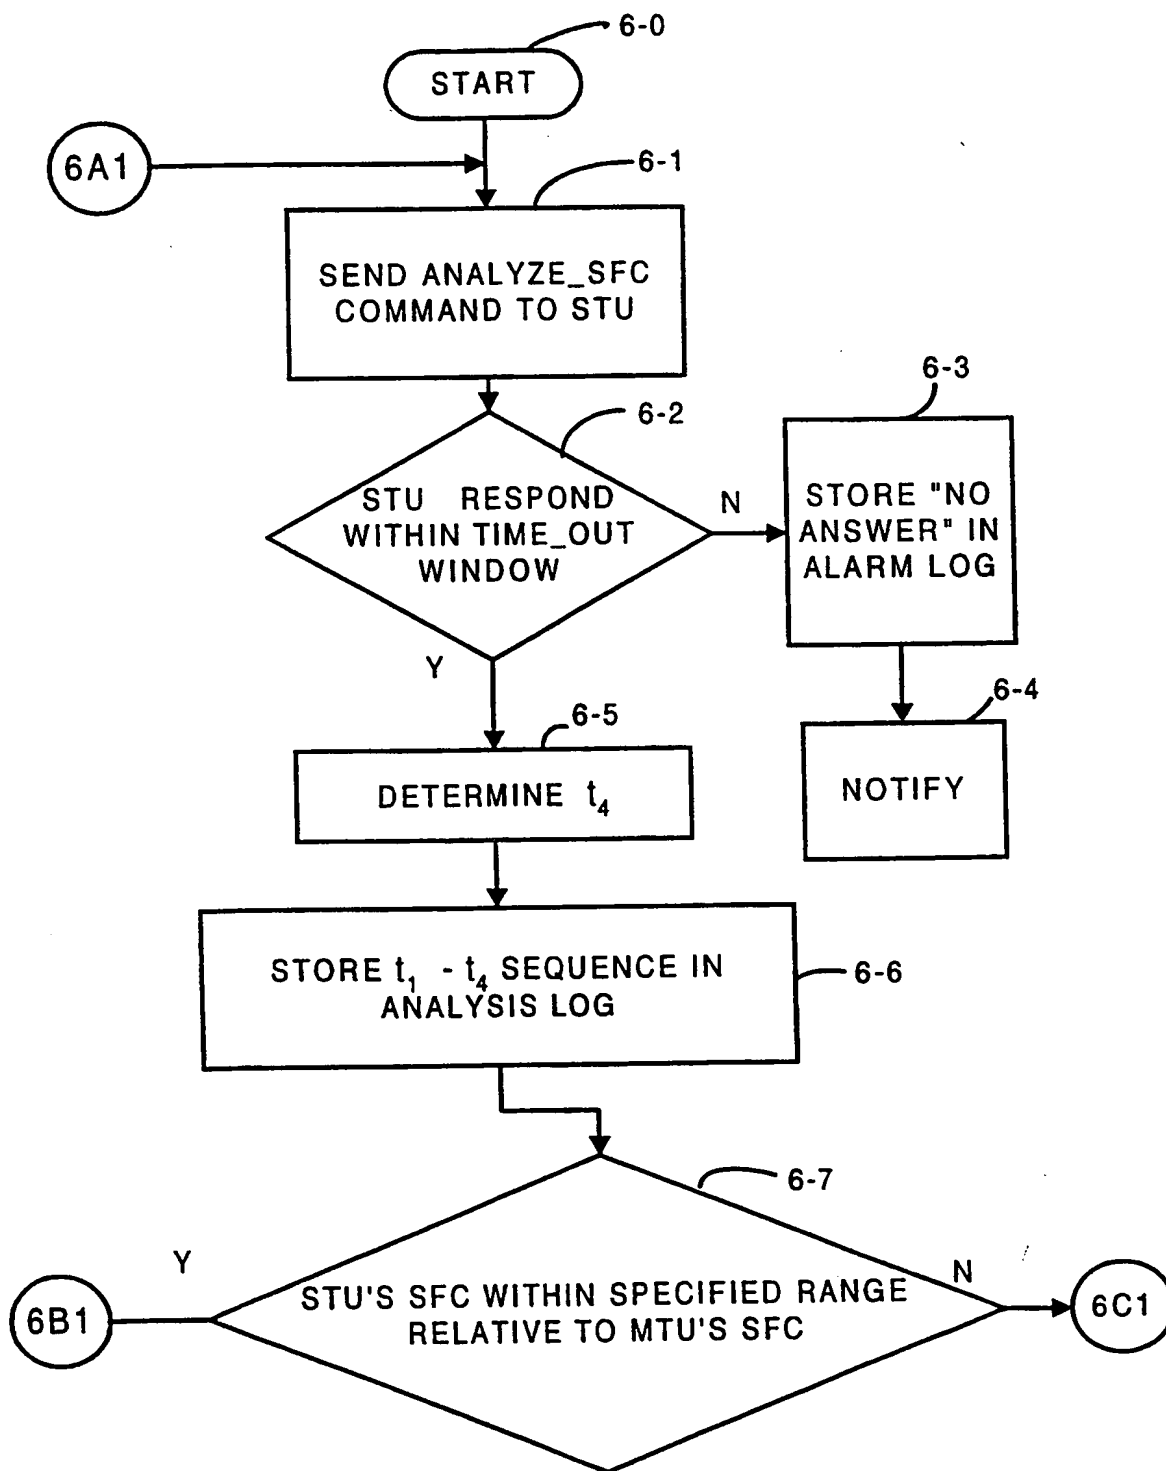 6-0
START
6A1
6-1
SEND ANALYZE_SFC
COMMAND TO STU
6-2
STU RESPOND
WITHIN TIME_OUT
WINDOW
N
6-3
STORE "NO
ANSWER" IN
ALARM LOG
Y
6-4
NOTIFY
6-5
DETERMINE t₄
STORE t₁ - t₄ SEQUENCE IN
ANALYSIS LOG
6-6
6-7
Y
N
STU'S SFC WITHIN SPECIFIED RANGE
RELATIVE TO MTU'S SFC
6B1
6C1